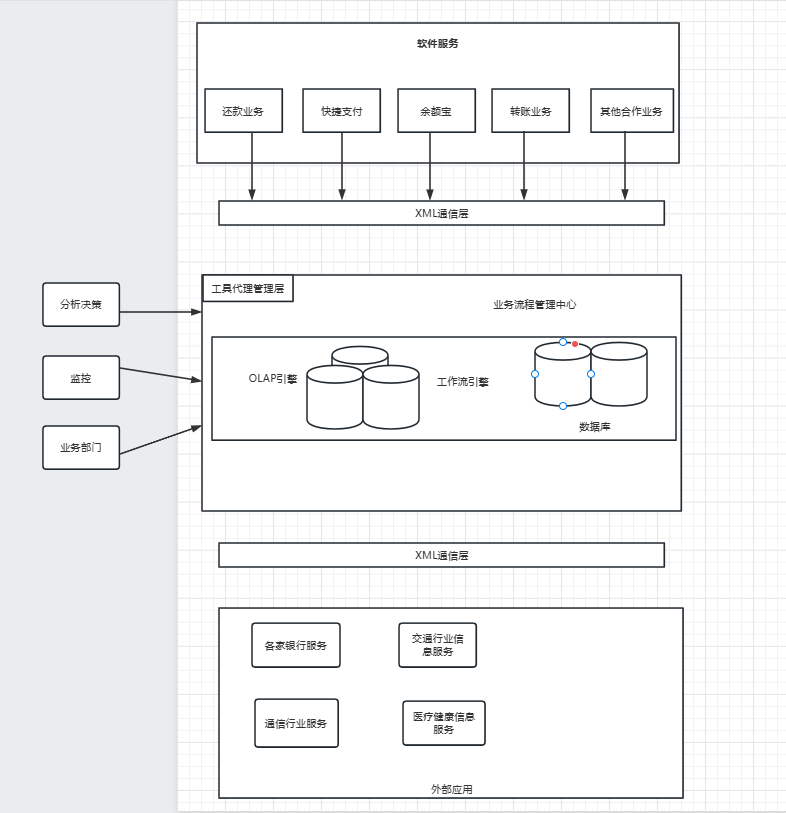 软件服务
还款业务
快捷支付
余额宝
转账业务
其他合作业务
XML通信层
工具代理管理层
业务流程管理中心
分析决策
监控
业务部门
OLAP引擎
工作流引擎
数据库
XML通信层
各家银行服务
交通行业信
息服务
通信行业服务
医疗健康信息
服务
外部应用